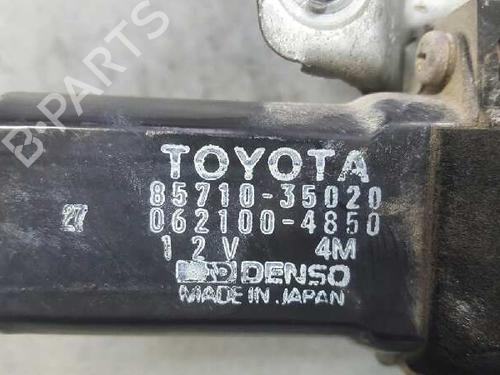 B-PARTS
TOYOTA
85710-35020
27
062100-4850
12V 4M
DENSO
MADE IN JAPAN